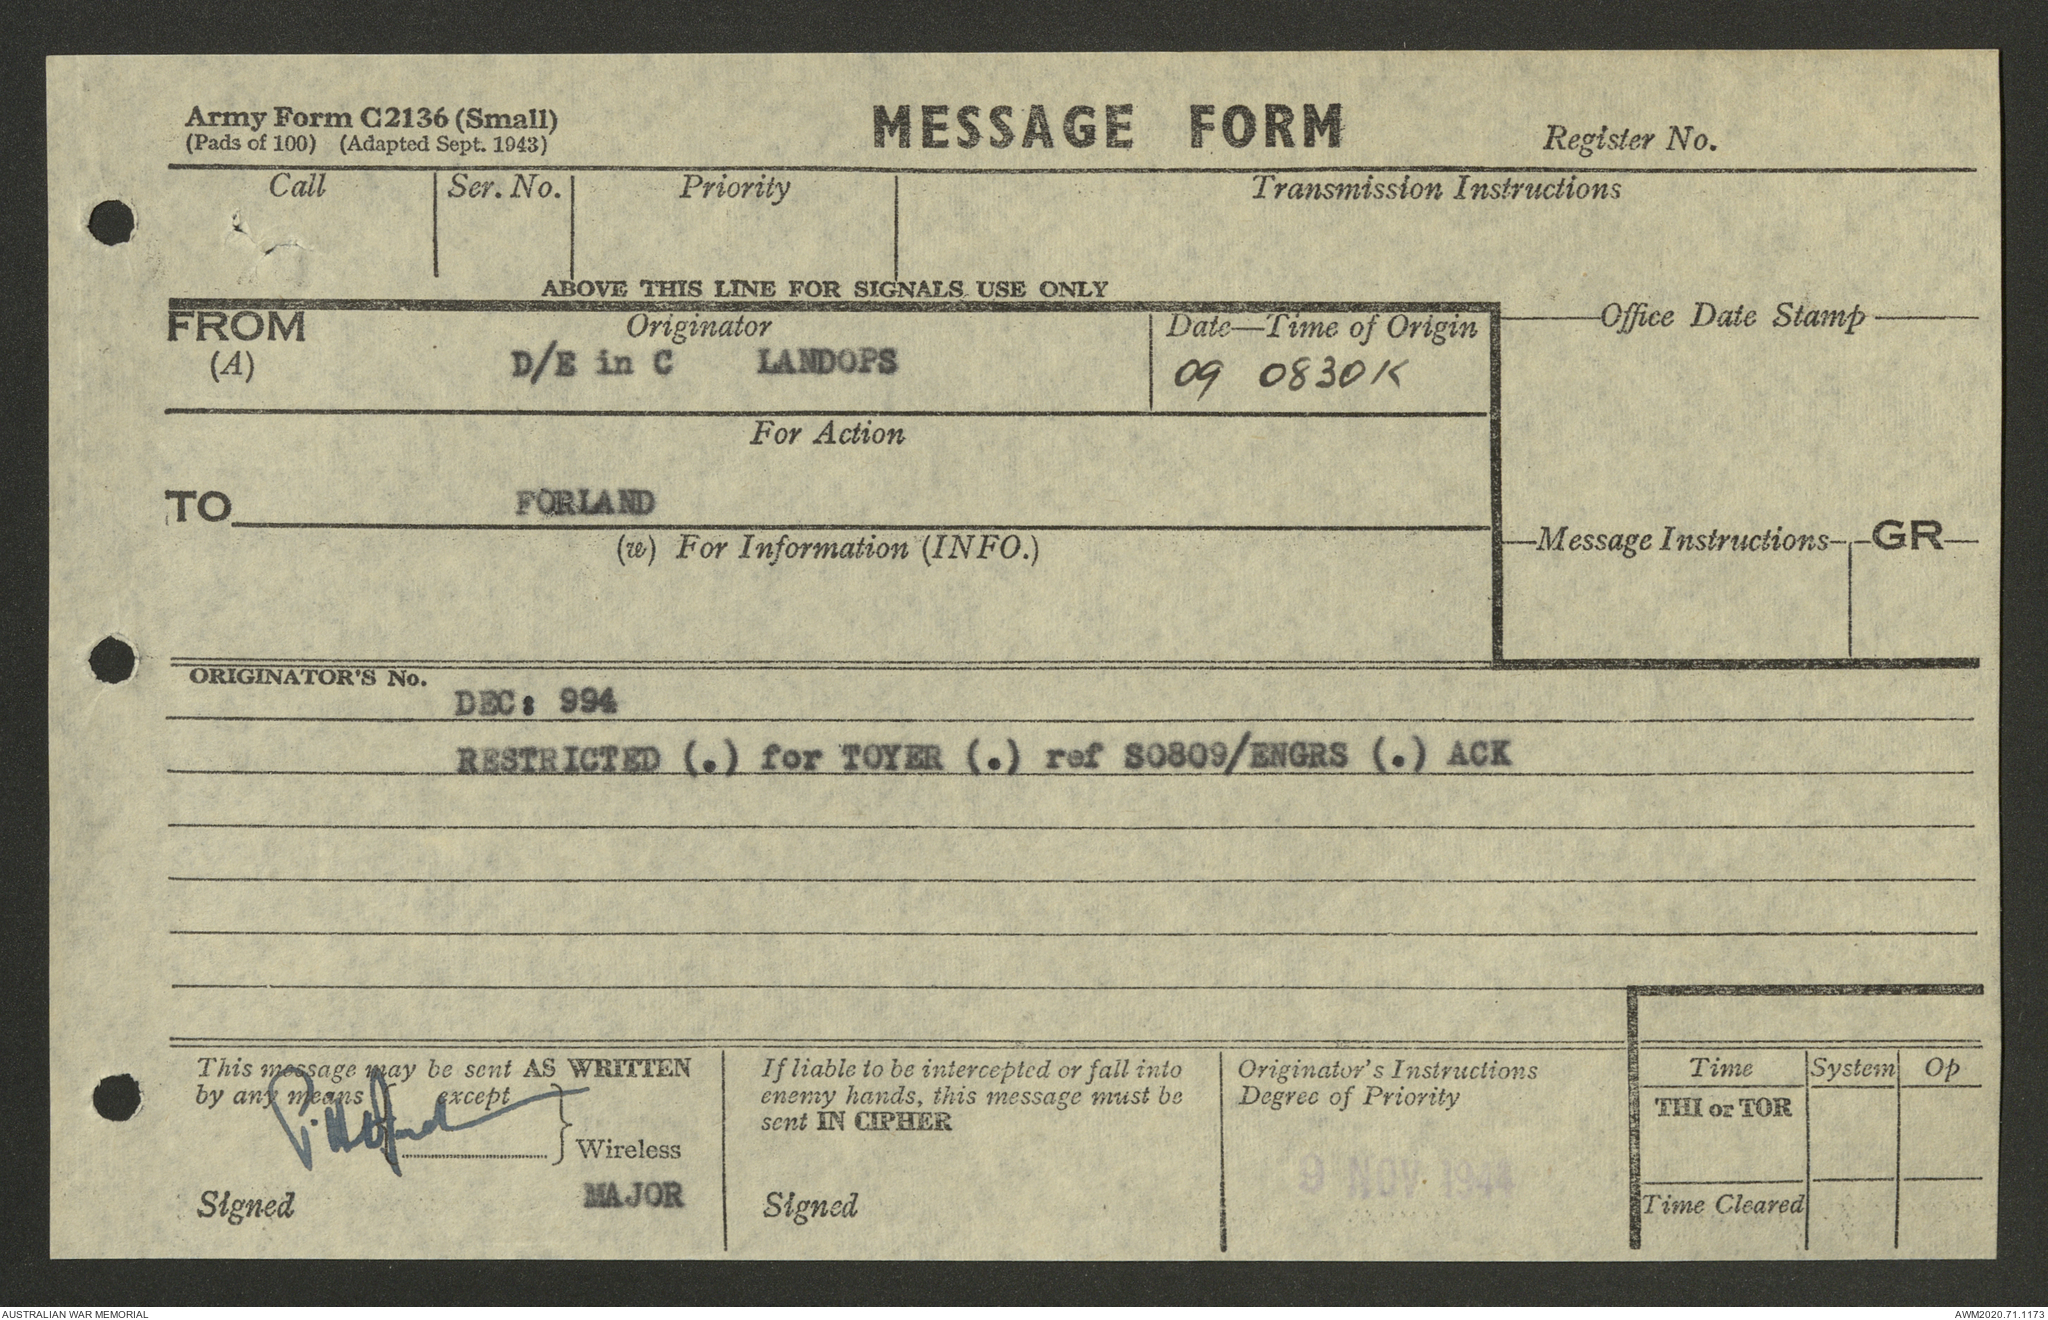 Army Form C2136 (Small)
(Pads of 100) (Adapted Sept. 1943)
MESSAGE FORM
Register No.
Call
Ser. No.
Priority
Transmission Instructions
ABOVE THIS LINE FOR SIGNALS USE ONLY
FROM
(A)
Originator
D/E in C LANDOPS
Date—Time of Origin
09 0830K
Office Date Stamp
For Action
TO
FORLAND
(w) For Information (INFO.)
Message Instructions
GR
ORIGINATOR'S No.
DEC: 994
RESTRICTED (.) for TOYER (.) ref SO809/ENGRS (.) ACK
This message may be sent AS WRITTEN
by any means except
Wireless
Signed
MAJOR
If liable to be intercepted or fall into
enemy hands, this message must be
sent IN CIPHER
Signed
Originator's Instructions
Degree of Priority
9 NOV 1944
Time
System
Op
THI or TOR
Time Cleared
AUSTRALIAN WAR MEMORIAL
AWM2020.71.1173